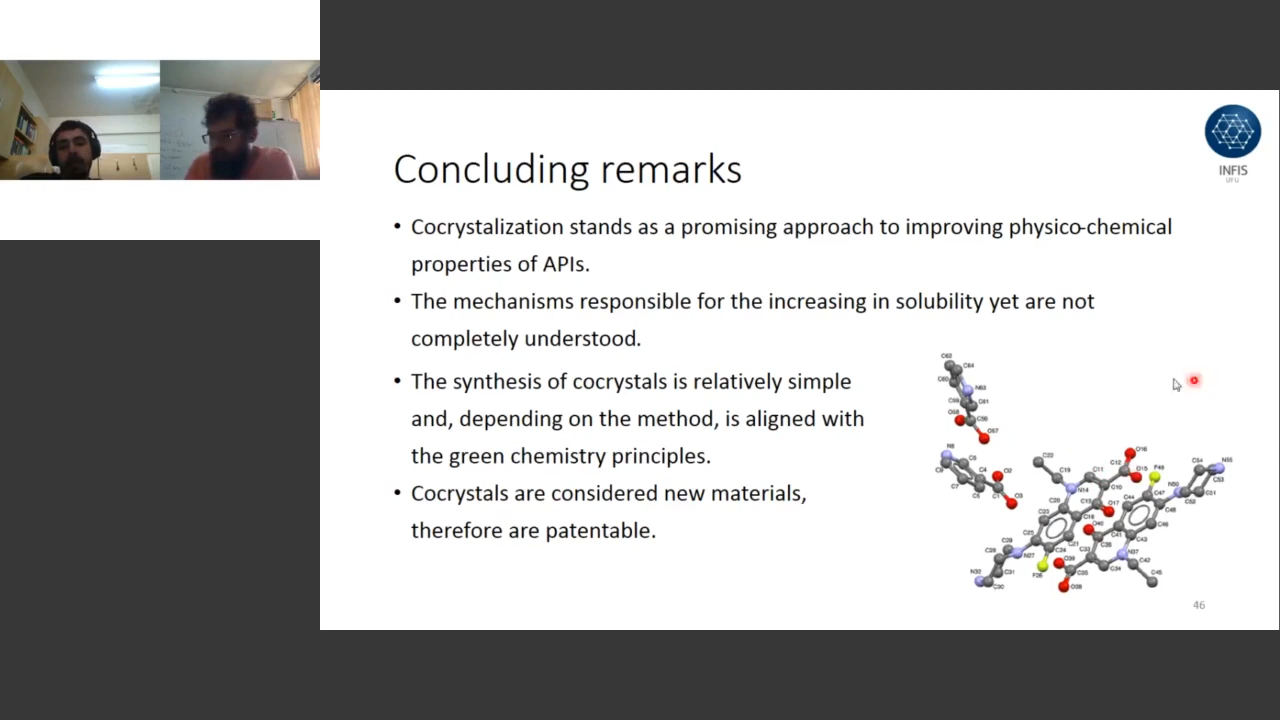 INFIS
UFU
Concluding remarks
• Cocrystalization stands as a promising approach to improving physico-chemical
properties of APIs.
• The mechanisms responsible for the increasing in solubility yet are not
completely understood.
• The synthesis of cocrystals is relatively simple
and, depending on the method, is aligned with
the green chemistry principles.
• Cocrystals are considered new materials,
therefore are patentable.
46